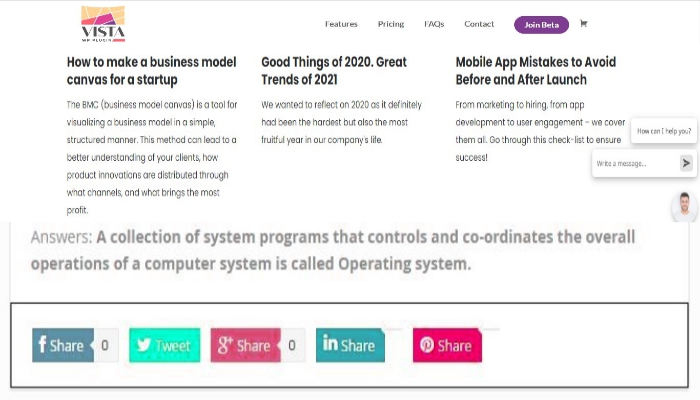 VISTA
WP PLUGIN
Features Pricing FAQs Contact Join Beta
How to make a business model
canvas for a startup
The BMC (business model canvas) is a tool for
visualizing a business model in a simple,
structured manner. This method can lead to a
better understanding of your clients, how
product innovations are distributed through
what channels, and what brings the most
profit.
Good Things of 2020. Great
Trends of 2021
We wanted to reflect on 2020 as it definitely
had been the hardest but also the most
fruitful year in our company's life.
Mobile App Mistakes to Avoid
Before and After Launch
From marketing to hiring, from app
development to user engagement – we cover
them all. Go through this check-list to ensure
success!
How can I help you?
Write a message...
Answers: A collection of system programs that controls and co-ordinates the overall
operations of a computer system is called Operating system.
f Share 0 Tweet g+ Share 0 in Share Share